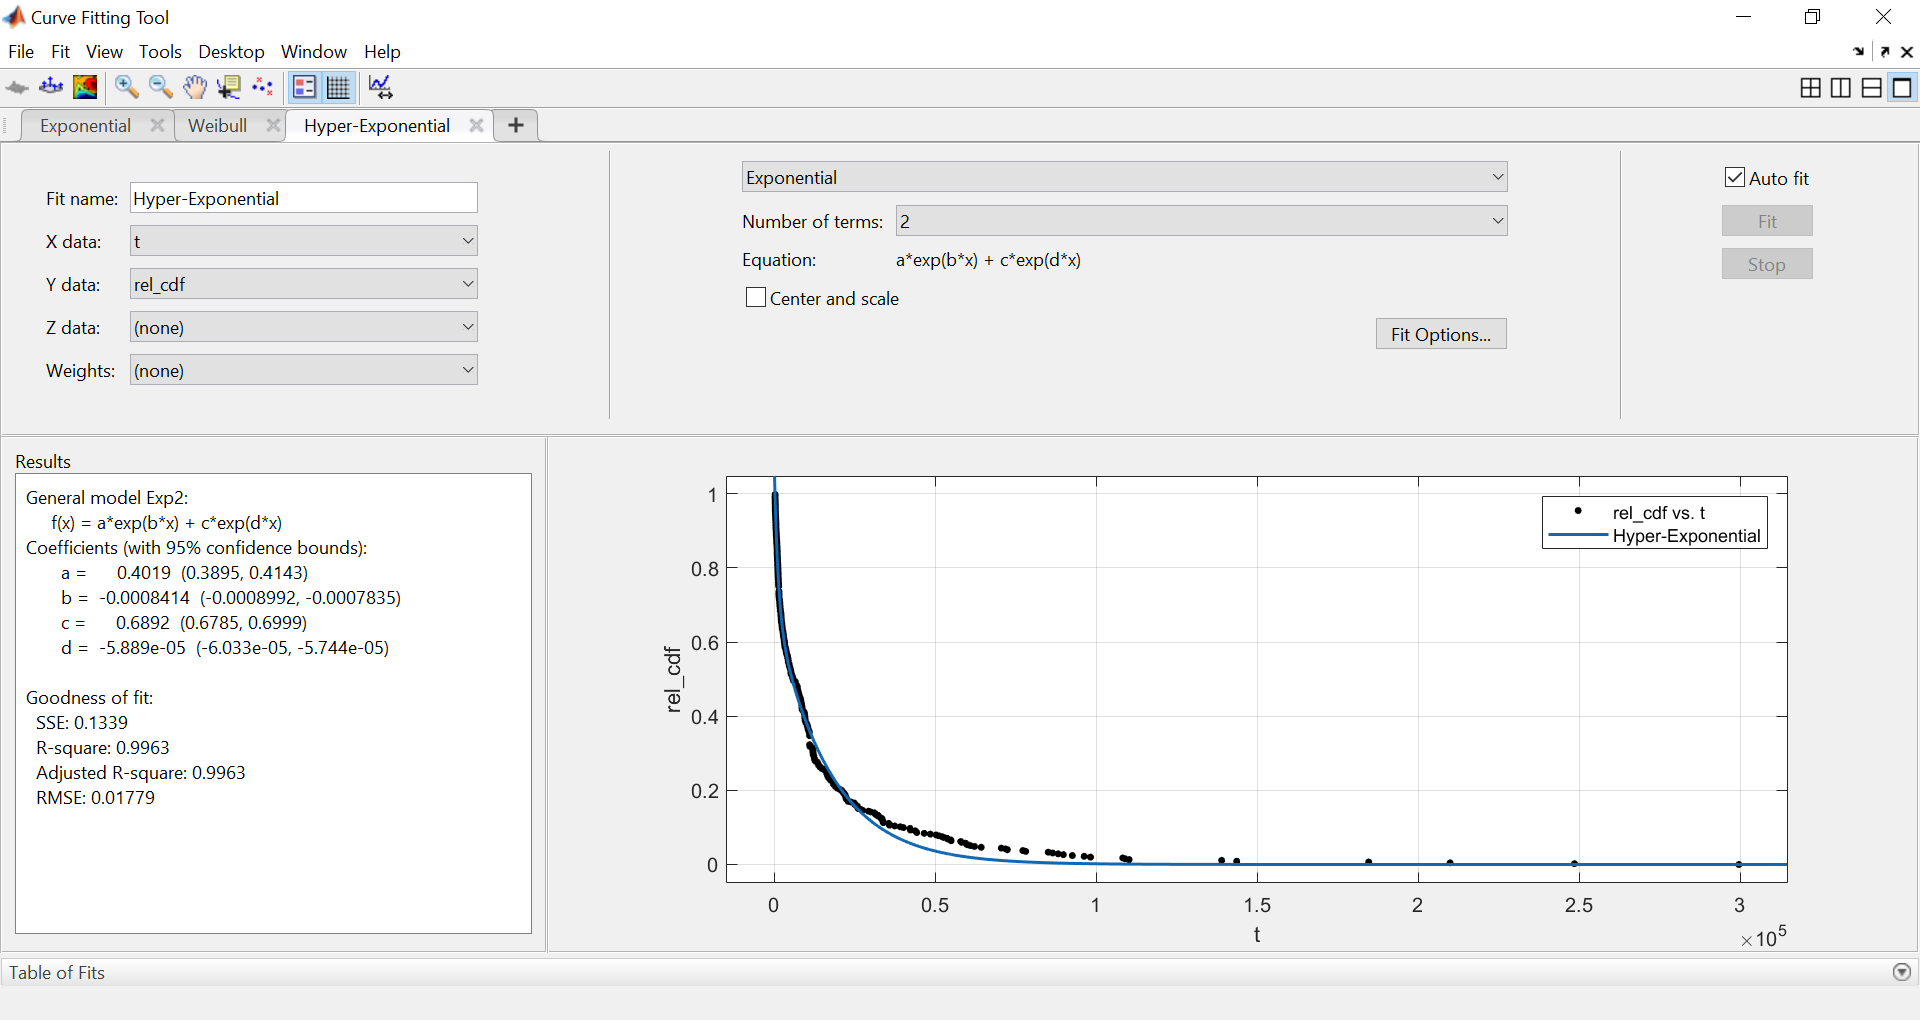 Curve Fitting Tool
File Fit View Tools Desktop Window Help
Exponential Weibull Hyper-Exponential
Fit name: Hyper-Exponential
X data: t
Y data: rel_cdf
Z data: (none)
Weights: (none)
Exponential
Number of terms: 2
Equation: a*exp(b*x) + c*exp(d*x)
Center and scale
Fit Options...
Auto fit
Fit
Stop
Results
General model Exp2:
f(x) = a*exp(b*x) + c*exp(d*x)
Coefficients (with 95% confidence bounds):
a = 0.4019 (0.3895, 0.4143)
b = -0.0008414 (-0.0008992, -0.0007835)
c = 0.6892 (0.6785, 0.6999)
d = -5.889e-05 (-6.033e-05, -5.744e-05)
Goodness of fit:
SSE: 0.1339
R-square: 0.9963
Adjusted R-square: 0.9963
RMSE: 0.01779
rel_cdf
1
0.8
0.6
0.4
0.2
0
rel_cdf vs. t
Hyper-Exponential
0 0.5 1 1.5 2 2.5 3
t
×10⁵
Table of Fits